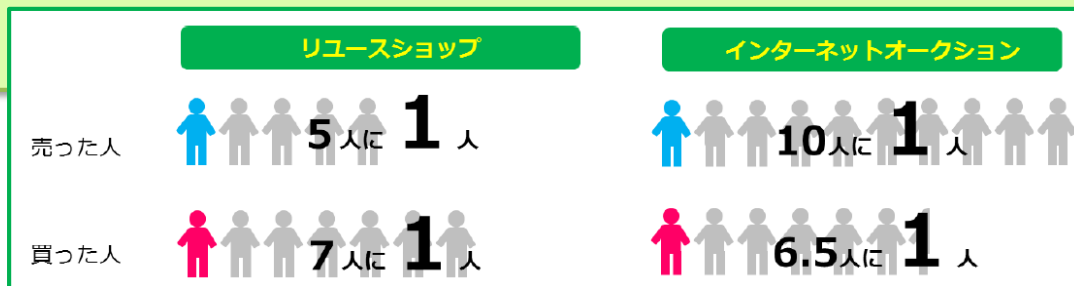 リユースショップ
インターネットオークション
売った人
5人に1人
10人に1人
買った人
7人に1人
6.5人に1人